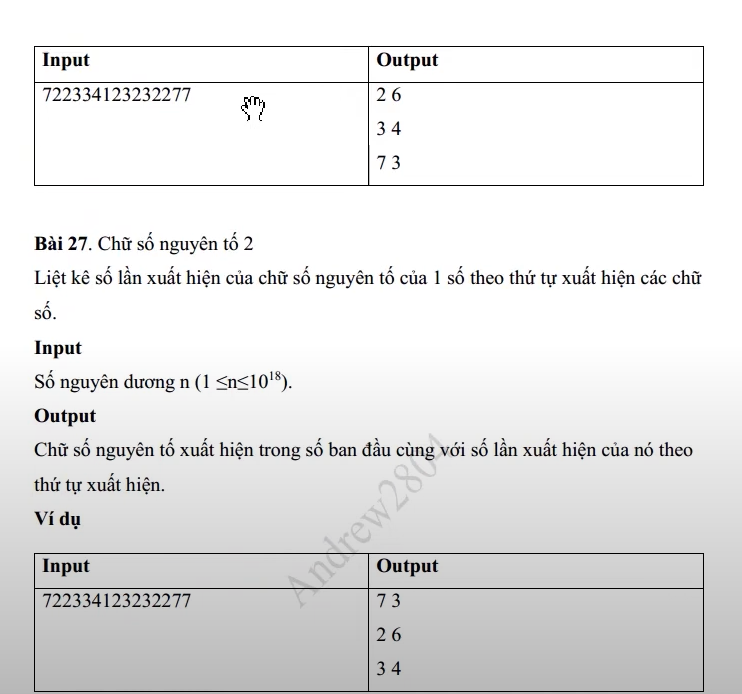 Input Output
722334123232277 2 6
3 4
7 3
Bài 27. Chữ số nguyên tố 2
Liệt kê số lần xuất hiện của chữ số nguyên tố của 1 số theo thứ tự xuất hiện các chữ
số.
Input
Số nguyên dương n (1 ≤n≤10¹⁸).
Output
Chữ số nguyên tố xuất hiện trong số ban đầu cùng với số lần xuất hiện của nó theo
thứ tự xuất hiện.
Ví dụ
Andrew2804
Input Output
722334123232277 7 3
2 6
3 4